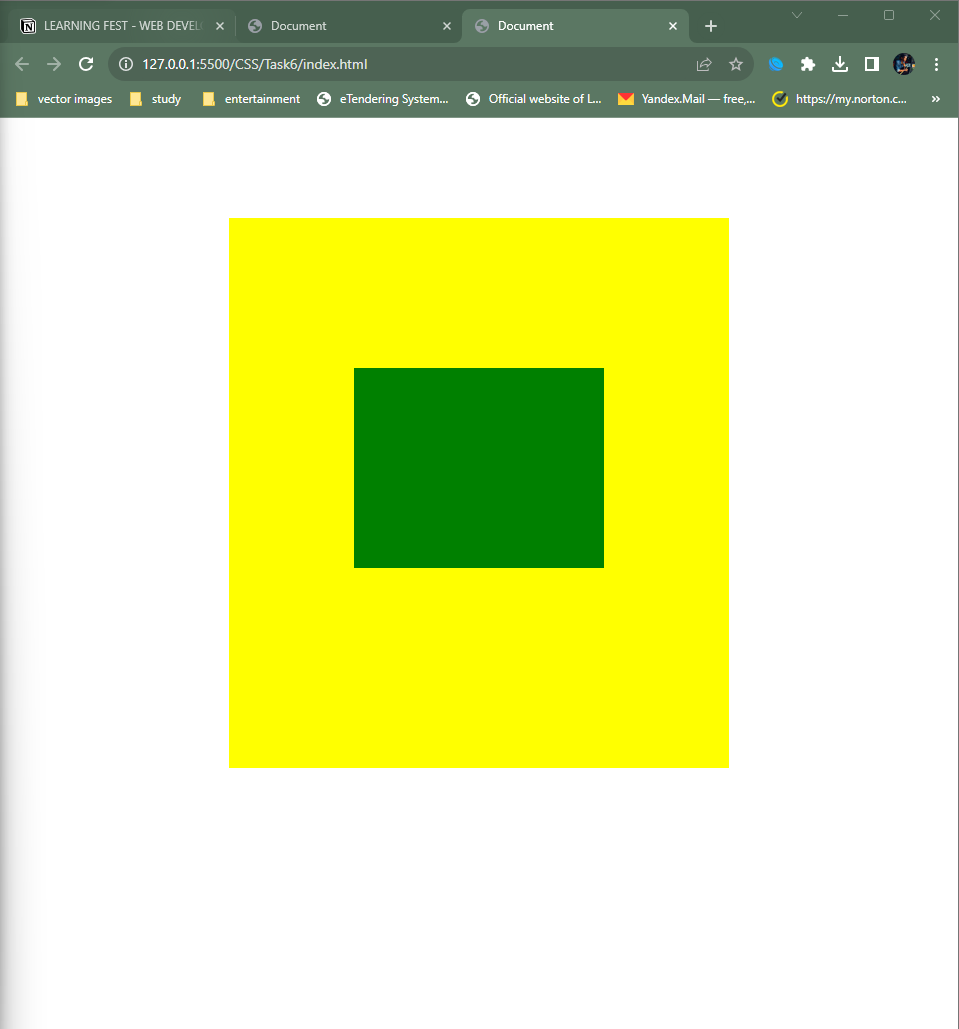 LEARNING FEST - WEB DEVEL
Document
Document
127.0.0.1:5500/CSS/Task6/index.html
vector images
study
entertainment
eTendering System...
Official website of L...
Yandex.Mail — free,...
https://my.norton.c...